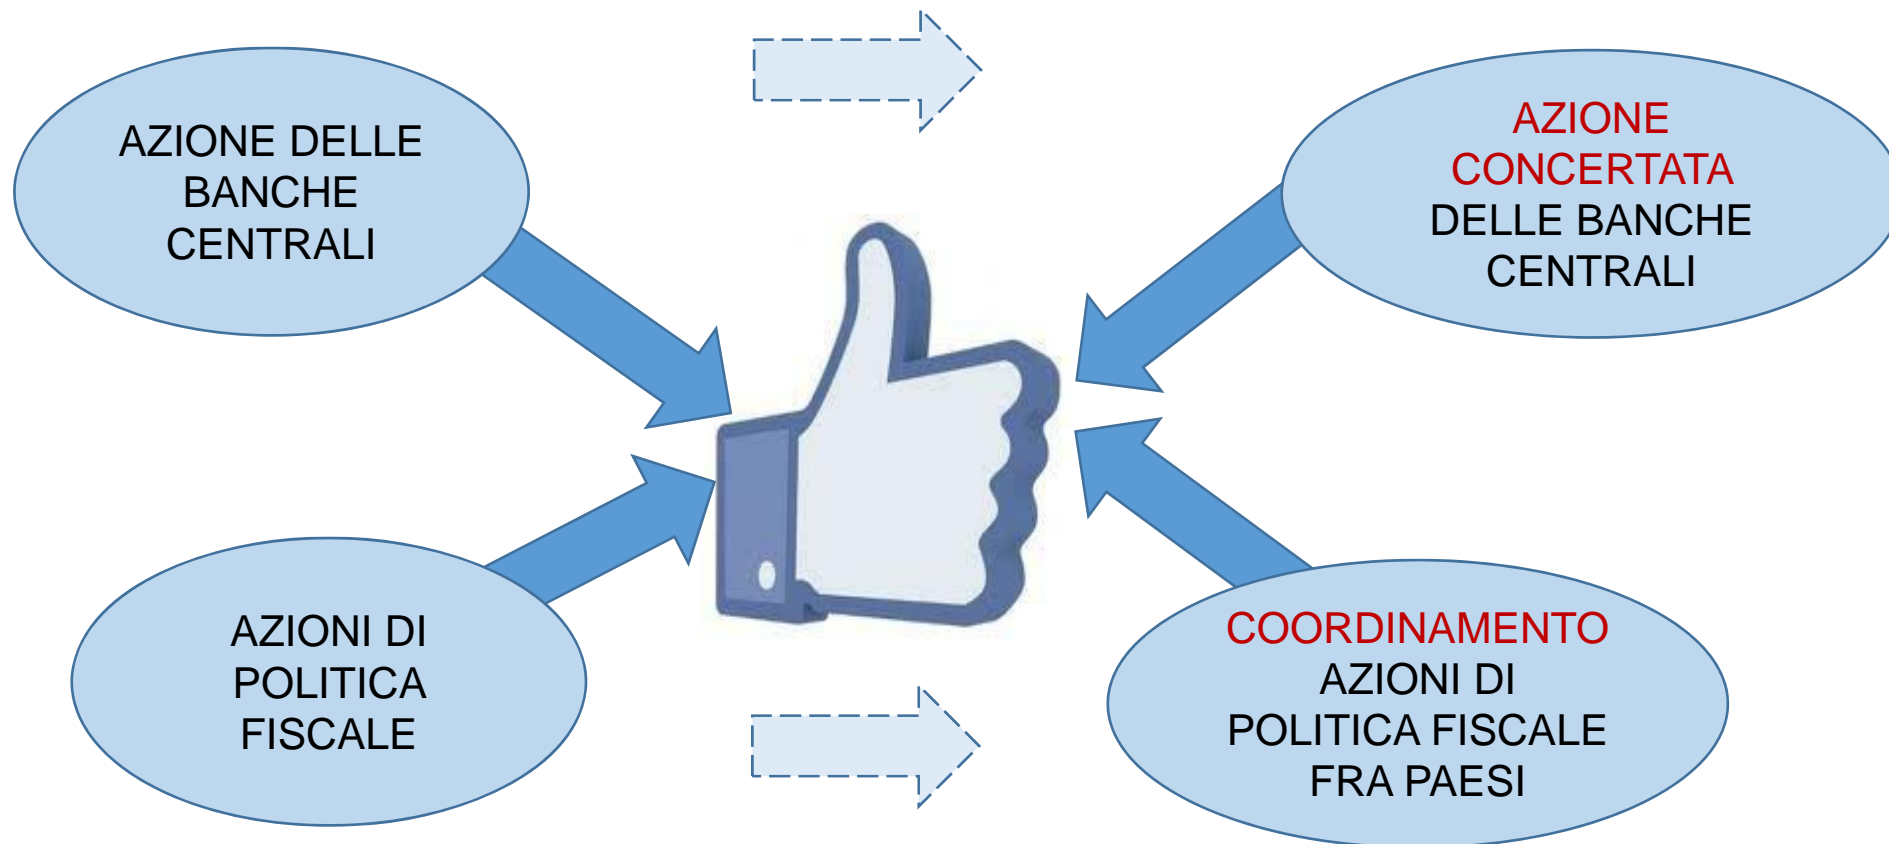 AZIONE DELLE
BANCHE
CENTRALI
AZIONE
CONCERTATA
DELLE BANCHE
CENTRALI
AZIONI DI
POLITICA
FISCALE
COORDINAMENTO
AZIONI DI
POLITICA FISCALE
FRA PAESI